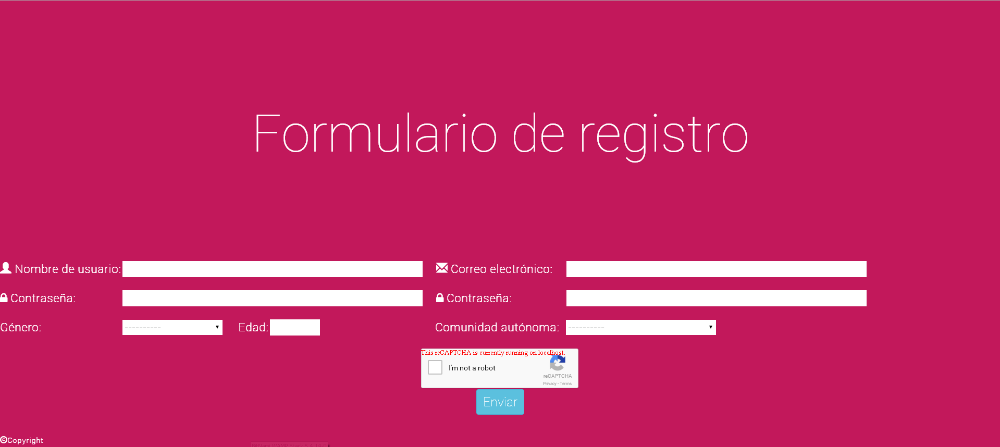 Formulario de registro
Nombre de usuario:
Correo electrónico:
Contraseña:
Contraseña:
Género: ----------
Edad:
Comunidad autónoma: ----------
This reCAPTCHA is currently running on localhost.
I'm not a robot
reCAPTCHA
Privacy - Terms
Enviar
©Copyright